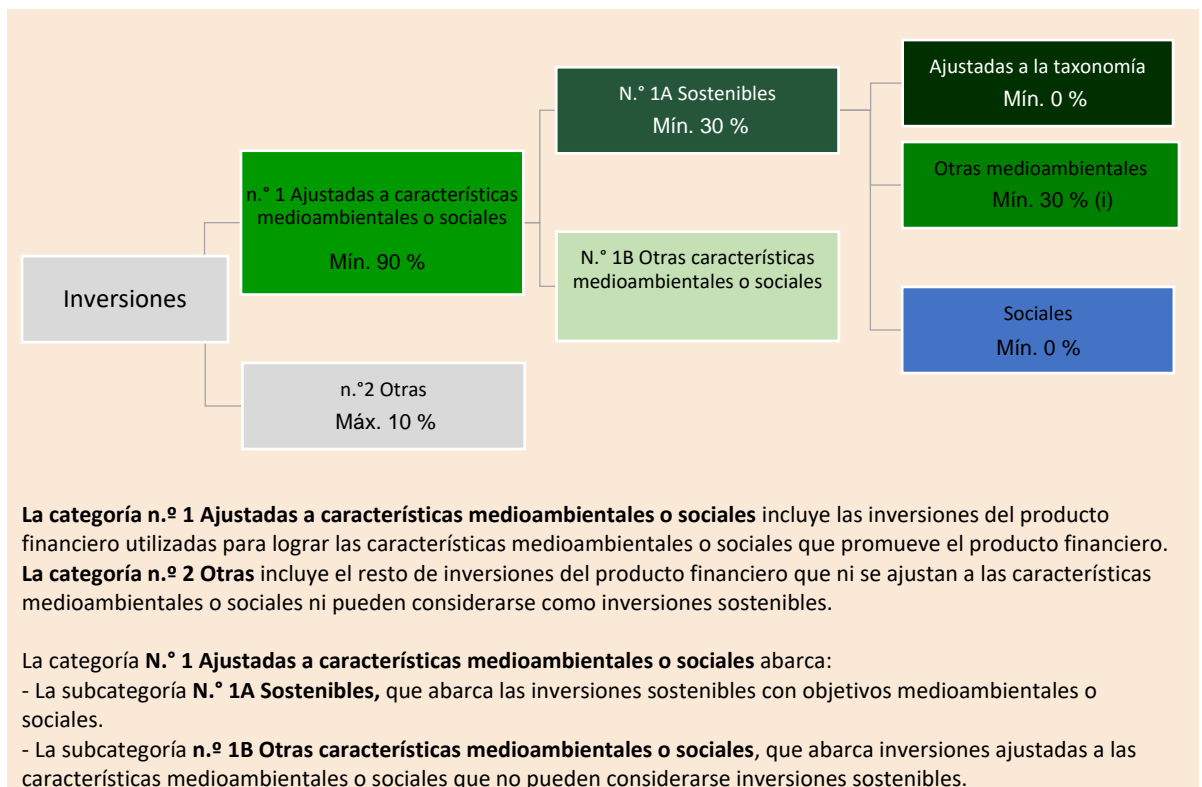 Inversiones
n.° 1 Ajustadas a características
medioambientales o sociales
Mín. 90 %
n.°2 Otras
Máx. 10 %
N.° 1A Sostenibles
Mín. 30 %
N.° 1B Otras características
medioambientales o sociales
Ajustadas a la taxonomía
Mín. 0 %
Otras medioambientales
Mín. 30 % (i)
Sociales
Mín. 0 %
La categoría n.º 1 Ajustadas a características medioambientales o sociales incluye las inversiones del producto
financiero utilizadas para lograr las características medioambientales o sociales que promueve el producto financiero.
La categoría n.º 2 Otras incluye el resto de inversiones del producto financiero que ni se ajustan a las características
medioambientales o sociales ni pueden considerarse como inversiones sostenibles.
La categoría N.° 1 Ajustadas a características medioambientales o sociales abarca:
- La subcategoría N.° 1A Sostenibles, que abarca las inversiones sostenibles con objetivos medioambientales o
sociales.
- La subcategoría n.º 1B Otras características medioambientales o sociales, que abarca inversiones ajustadas a las
características medioambientales o sociales que no pueden considerarse inversiones sostenibles.